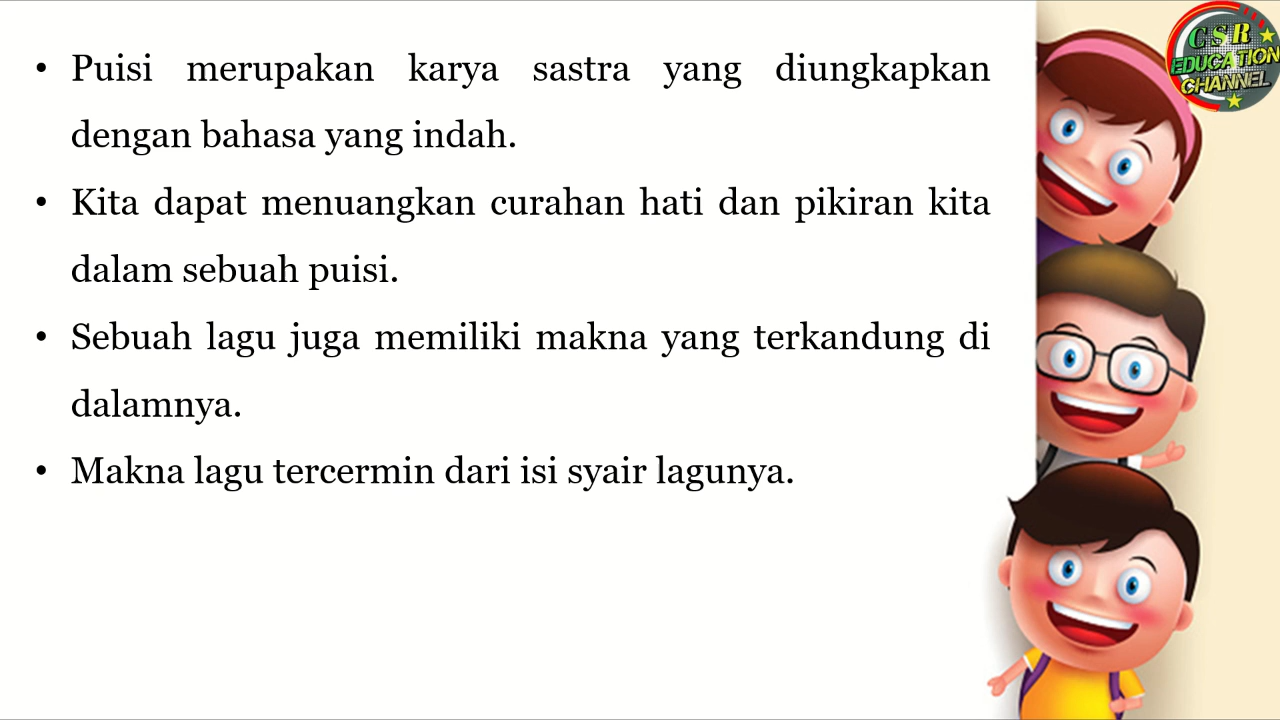 • Puisi merupakan karya sastra yang diungkapkan
dengan bahasa yang indah.
• Kita dapat menuangkan curahan hati dan pikiran kita
dalam sebuah puisi.
• Sebuah lagu juga memiliki makna yang terkandung di
dalamnya.
• Makna lagu tercermin dari isi syair lagunya.
CSR
EDUCATION
CHANNEL